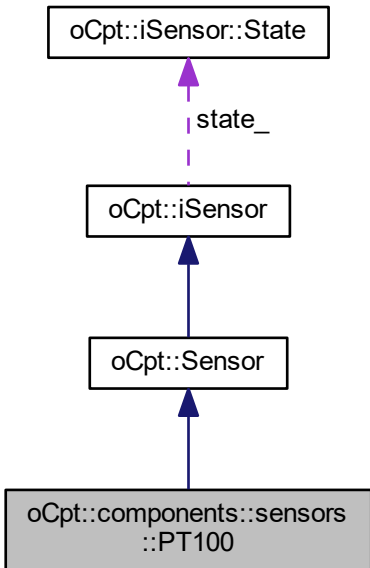 oCpt::iSensor::State
state_
oCpt::iSensor
oCpt::Sensor
oCpt::components::sensors
::PT100